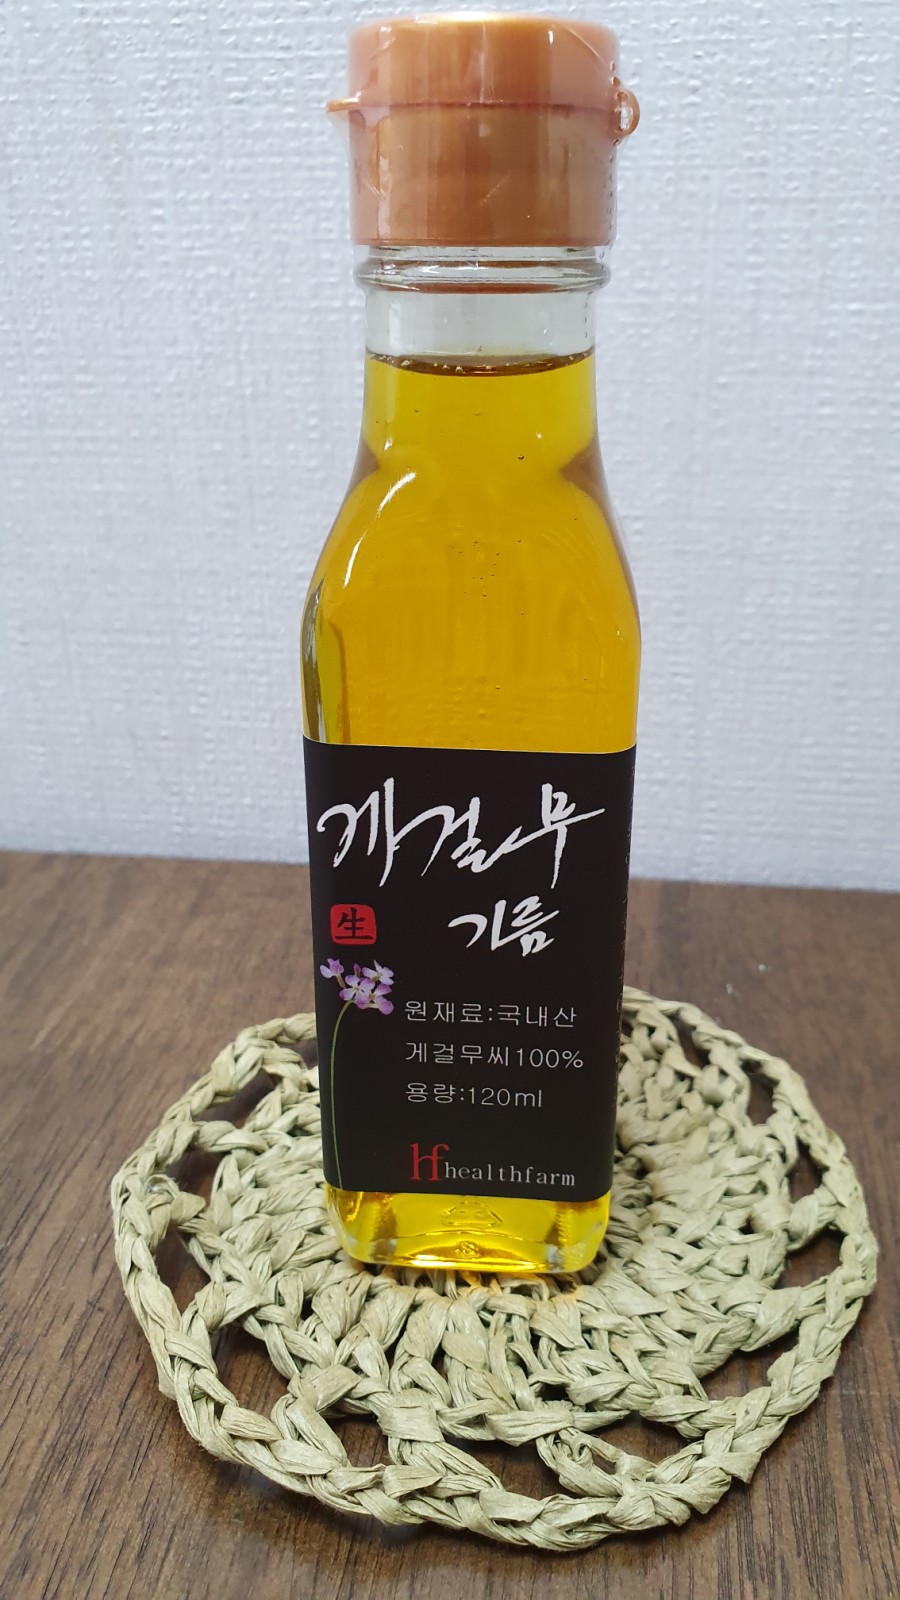 게걸무
生
기름
원재료:국내산
게걸무씨100%
용량:120ml
hf healthfarm